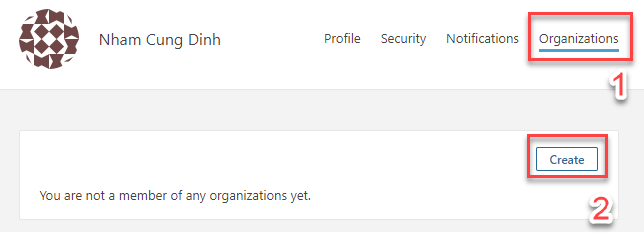 Nham Cung Dinh Profile Security Notifications Organizations
1
Create
You are not a member of any organizations yet.
2